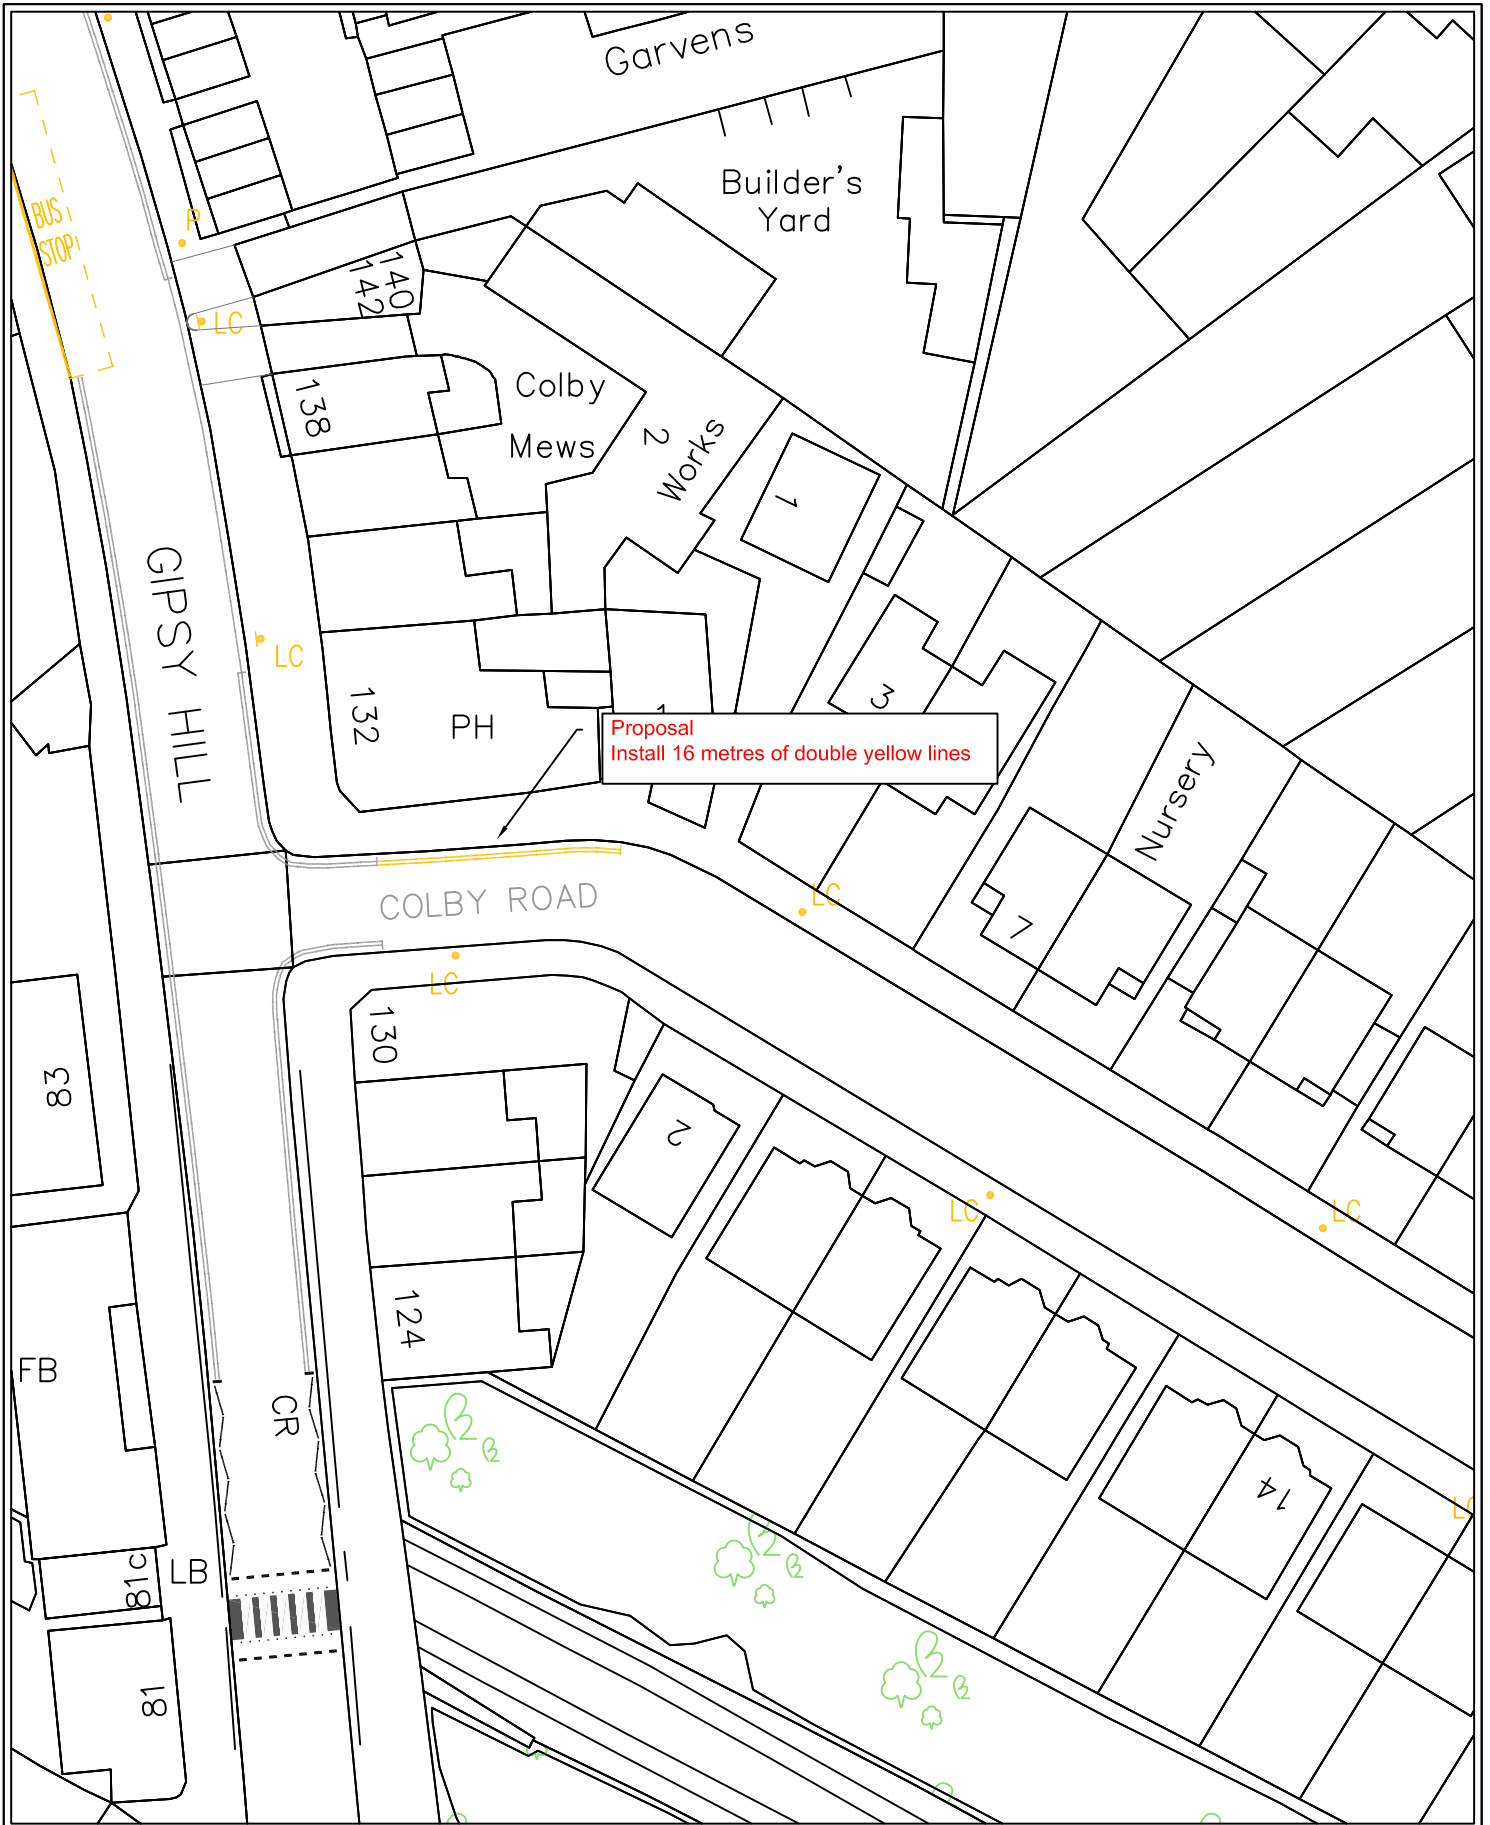 Garvens
Builder's
Yard
BUS
STOP
P
LC
140
142
138
Colby
Mews
2
Works
1
GIPSY HILL
LC
132
PH
1
3
Proposal
Install 16 metres of double yellow lines
Nursery
LC
COLBY ROAD
7
LC
130
83
2
LC
LC
124
FB
CR
14
LC
81c
LB
81